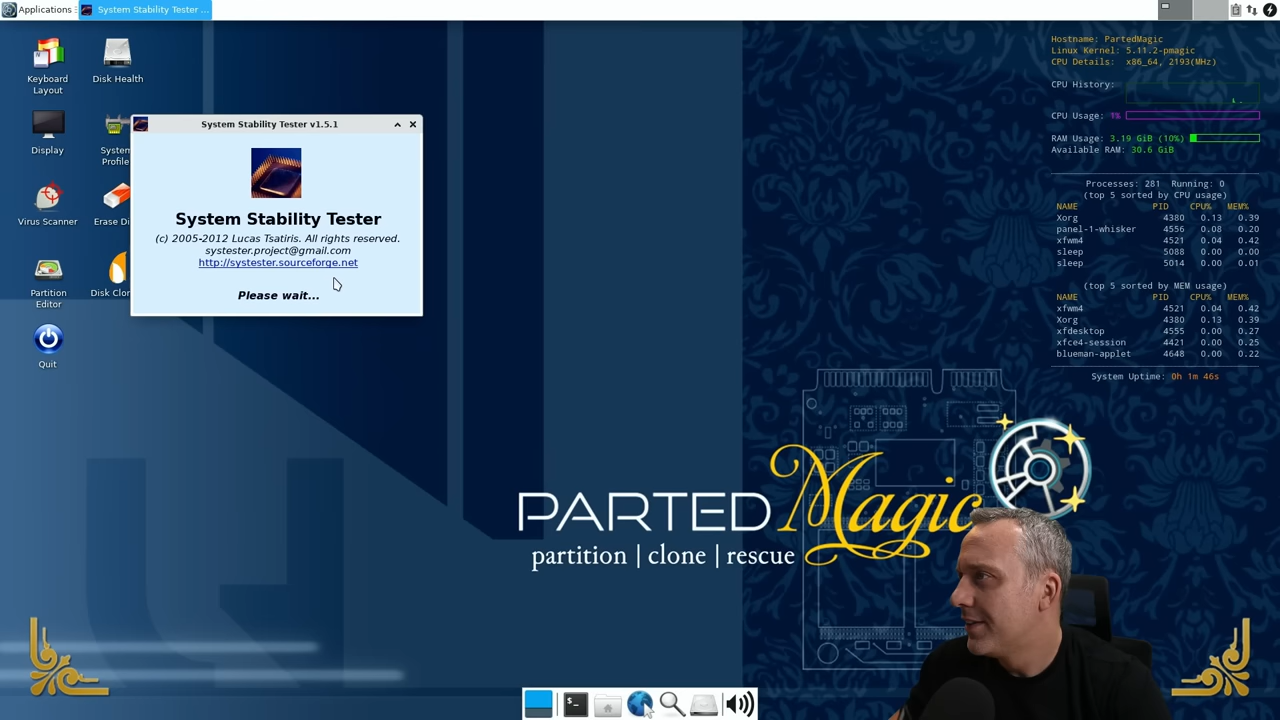 Applications
System Stability Tester ...
Keyboard
Layout
Disk Health
Display
System
Profile
Virus Scanner
Erase Di
Partition
Editor
Disk Clon
Quit
System Stability Tester v1.5.1
System Stability Tester
(c) 2005-2012 Lucas Tsatiris. All rights reserved.
systester.project@gmail.com
http://systester.sourceforge.net
Please wait...
Hostname: PartedMagic
Linux Kernel: 5.11.2-pmagic
CPU Details: x86_64, 2193(MHz)
CPU History:
CPU Usage: 1%
RAM Usage: 3.19 GiB (10%)
Available RAM: 30.6 GiB
Processes: 281 Running: 0
(top 5 sorted by CPU usage)
NAME PID CPU% MEM%
Xorg 4380 0.13 0.39
panel-1-whisker 4556 0.08 0.20
xfwm4 4521 0.04 0.42
sleep 5088 0.00 0.00
sleep 5014 0.00 0.01
(top 5 sorted by MEM usage)
NAME PID CPU% MEM%
xfwm4 4521 0.04 0.42
Xorg 4380 0.13 0.39
xfdesktop 4555 0.00 0.27
xfce4-session 4421 0.00 0.25
blueman-applet 4648 0.00 0.22
System Uptime: 0h 1m 46s
PARTED Magic
partition | clone | rescue